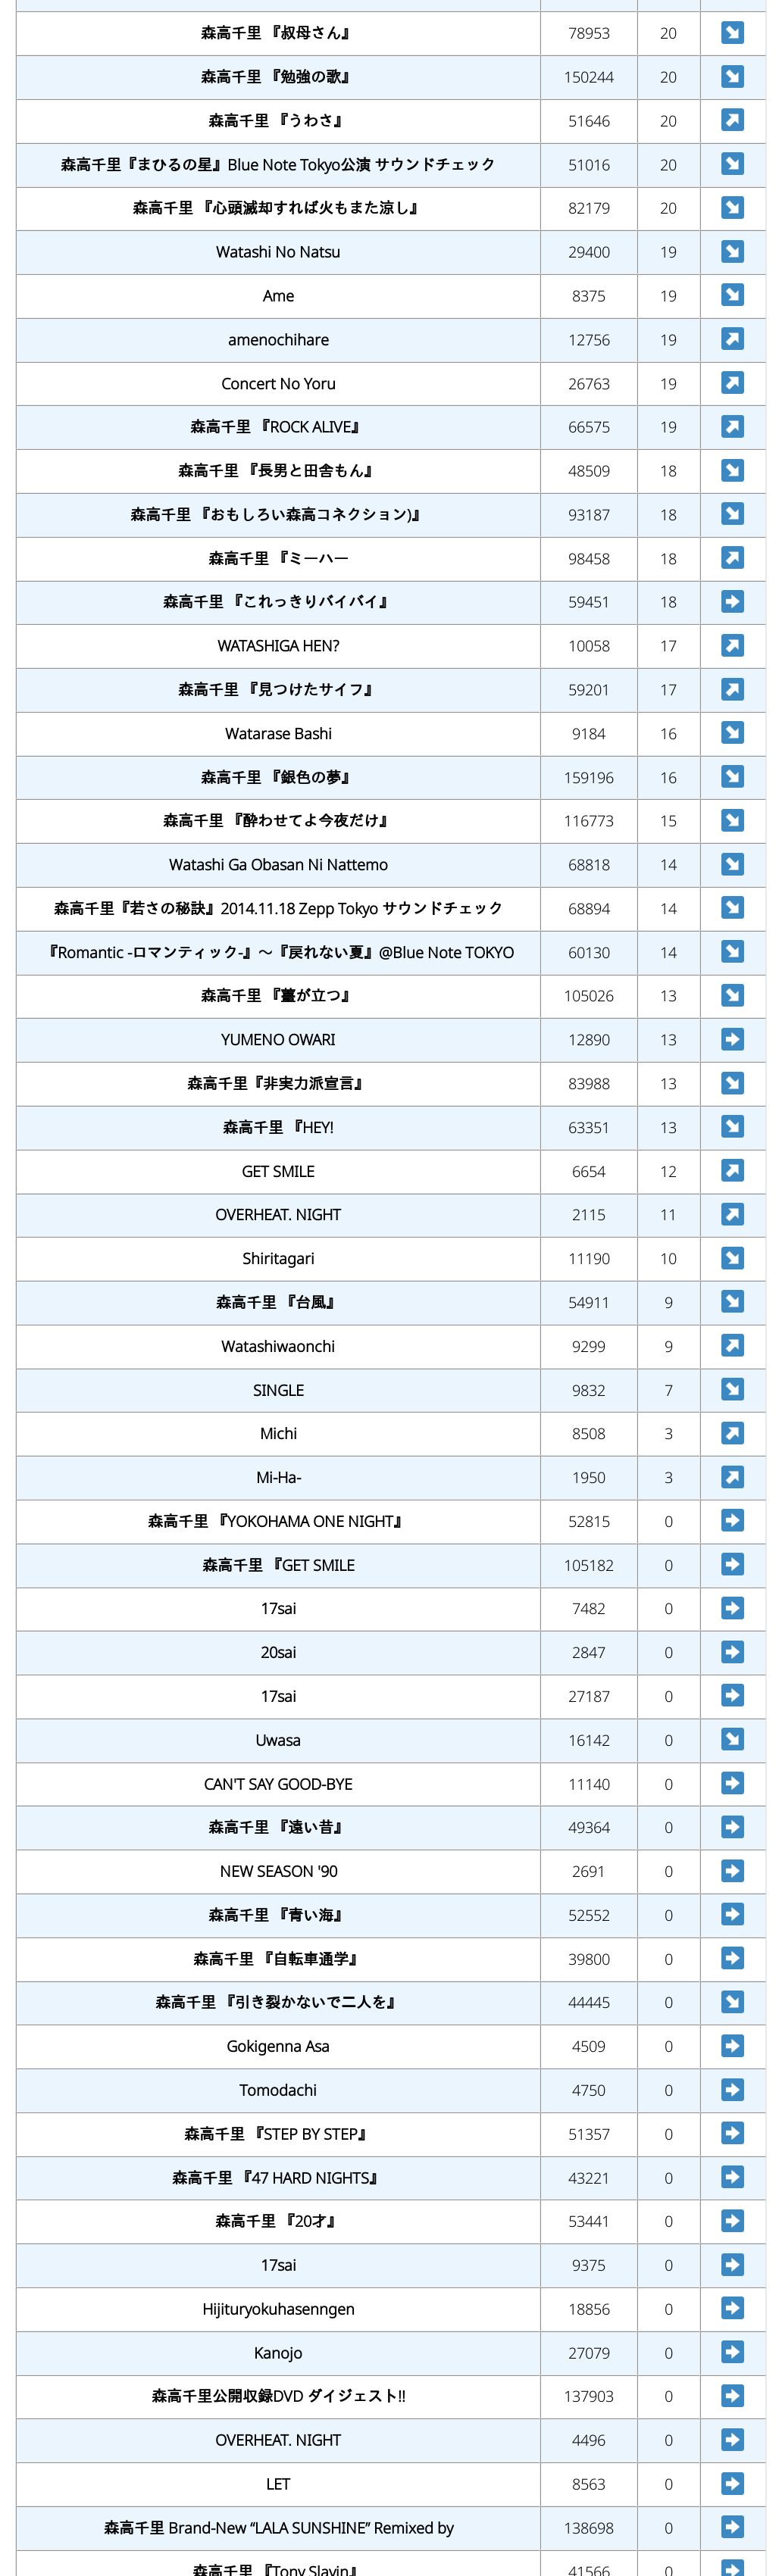 森高千里 『叔母さん』 78953 20 ↘
森高千里 『勉強の歌』 150244 20 ↘
森高千里 『うわさ』 51646 20 ↗
森高千里『まひるの星』Blue Note Tokyo公演 サウンドチェック 51016 20 ↘
森高千里 『心頭滅却すれば火もまた涼し』 82179 20 ↘
Watashi No Natsu 29400 19 ↘
Ame 8375 19 ↘
amenochihare 12756 19 ↗
Concert No Yoru 26763 19 ↗
森高千里 『ROCK ALIVE』 66575 19 ↗
森高千里 『長男と田舎もん』 48509 18 ↘
森高千里 『おもしろい森高コネクション)』 93187 18 ↘
森高千里 『ミーハー 98458 18 ↗
森高千里 『これっきりバイバイ』 59451 18 ➡
WATASHIGA HEN? 10058 17 ↗
森高千里 『見つけたサイフ』 59201 17 ↗
Watarase Bashi 9184 16 ↘
森高千里 『銀色の夢』 159196 16 ↘
森高千里 『酔わせてよ今夜だけ』 116773 15 ↘
Watashi Ga Obasan Ni Nattemo 68818 14 ↘
森高千里『若さの秘訣』2014.11.18 Zepp Tokyo サウンドチェック 68894 14 ↘
『Romantic -ロマンティック-』～『戻れない夏』@Blue Note TOKYO 60130 14 ↘
森高千里 『薹が立つ』 105026 13 ↘
YUMENO OWARI 12890 13 ➡
森高千里『非実力派宣言』 83988 13 ↘
森高千里 『HEY! 63351 13 ↘
GET SMILE 6654 12 ↗
OVERHEAT. NIGHT 2115 11 ↗
Shiritagari 11190 10 ↘
森高千里 『台風』 54911 9 ↘
Watashiwaonchi 9299 9 ↗
SINGLE 9832 7 ↘
Michi 8508 3 ↗
Mi-Ha- 1950 3 ↗
森高千里 『YOKOHAMA ONE NIGHT』 52815 0 ➡
森高千里 『GET SMILE 105182 0 ➡
17sai 7482 0 ➡
20sai 2847 0 ➡
17sai 27187 0 ➡
Uwasa 16142 0 ↘
CAN'T SAY GOOD-BYE 11140 0 ➡
森高千里 『遠い昔』 49364 0 ➡
NEW SEASON '90 2691 0 ➡
森高千里 『青い海』 52552 0 ➡
森高千里 『自転車通学』 39800 0 ➡
森高千里 『引き裂かないで二人を』 44445 0 ↘
Gokigenna Asa 4509 0 ➡
Tomodachi 4750 0 ➡
森高千里 『STEP BY STEP』 51357 0 ➡
森高千里 『47 HARD NIGHTS』 43221 0 ➡
森高千里 『20才』 53441 0 ➡
17sai 9375 0 ➡
Hijituryokuhasenngen 18856 0 ➡
Kanojo 27079 0 ➡
森高千里公開収録DVD ダイジェスト!! 137903 0 ➡
OVERHEAT. NIGHT 4496 0 ➡
LET 8563 0 ➡
森高千里 Brand-New “LALA SUNSHINE” Remixed by 138698 0 ➡
森高千里 『Tony Slavin』 41566 0 ➡